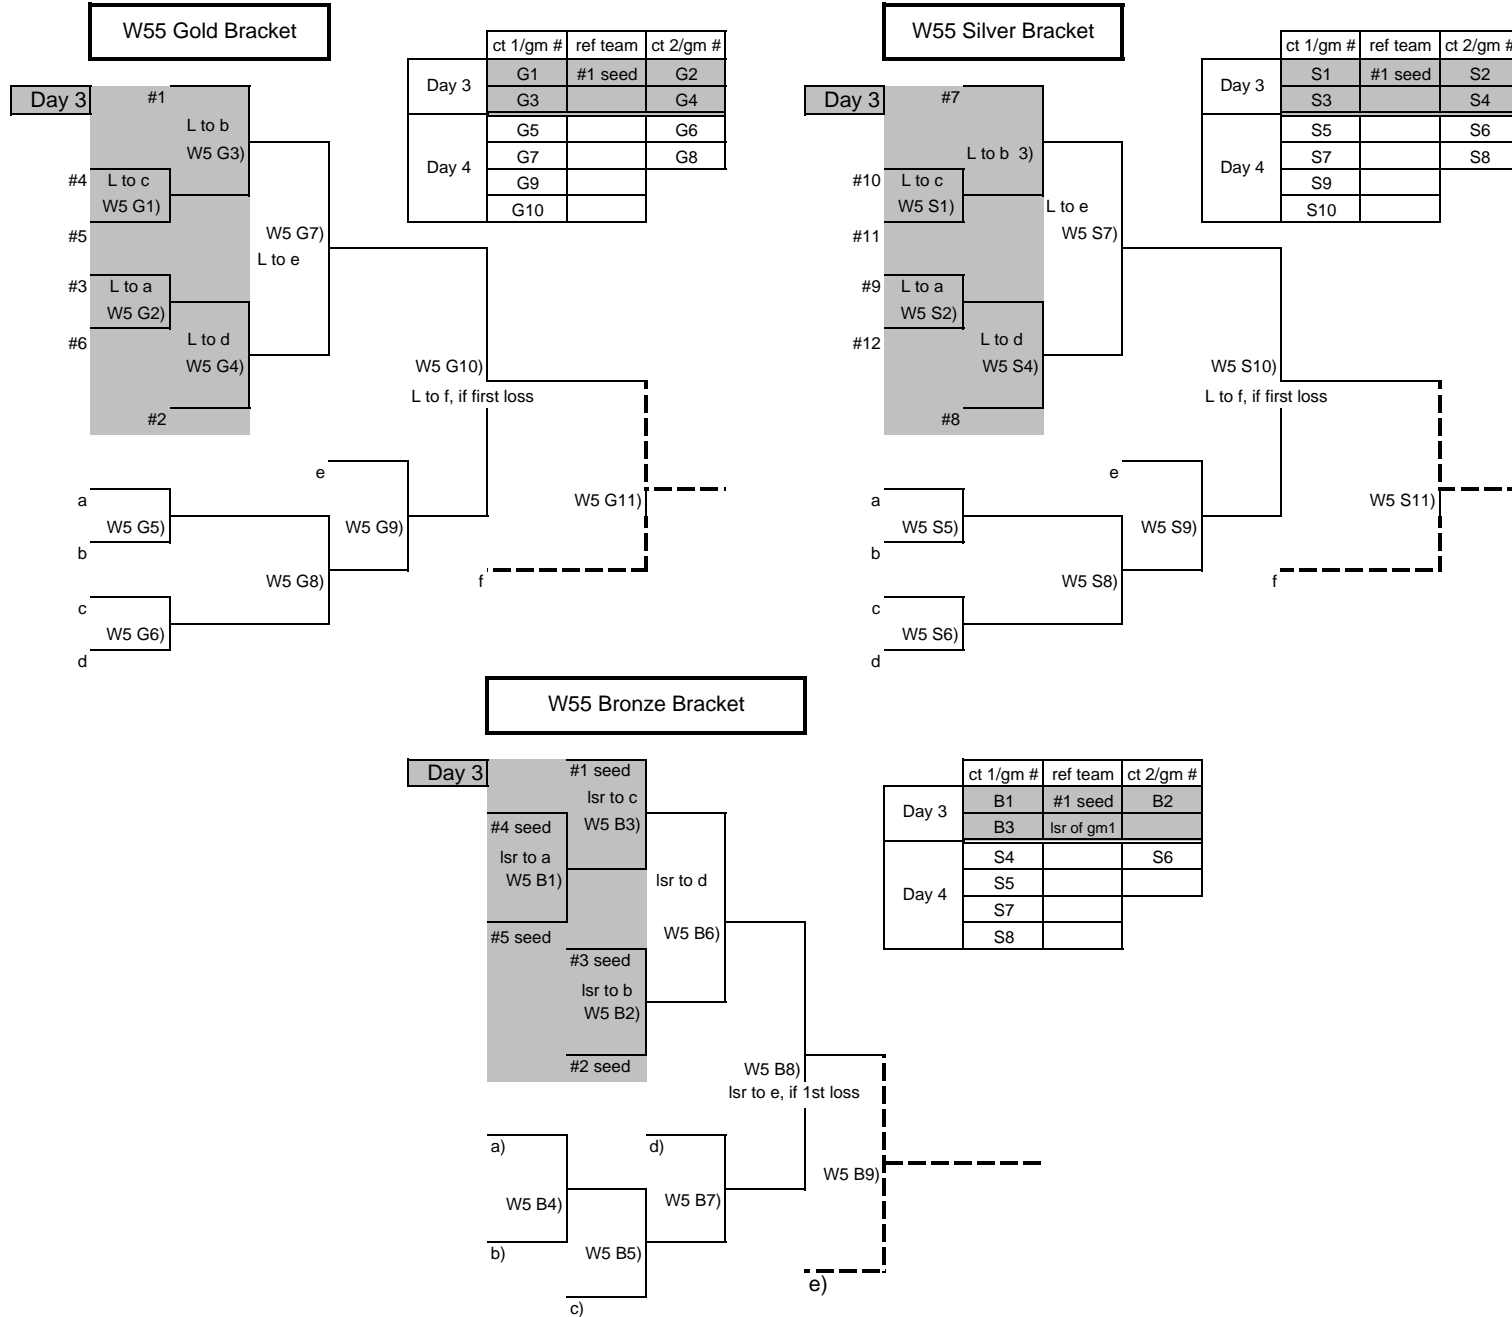 W55 Gold Bracket
ct 1/gm # ref team ct 2/gm #
Day 3 G1 #1 seed G2
G3 G4
Day 4 G5 G6
G7 G8
G9
G10
Day 3 #1
L to b
W5 G3)
#4 L to c
W5 G1)
#5
W5 G7)
L to e
#3 L to a
W5 G2)
#6 L to d
W5 G4)
#2
W5 G10)
L to f, if first loss
e
a
W5 G5)
b
W5 G9)
W5 G11)
W5 G8)
f
c
W5 G6)
d
W55 Silver Bracket
ct 1/gm # ref team ct 2/gm #
Day 3 S1 #1 seed S2
S3 S4
Day 4 S5 S6
S7 S8
S9
S10
Day 3 #7
L to b 3)
#10 L to c
W5 S1)
#11
L to e
W5 S7)
#9 L to a
W5 S2)
#12 L to d
W5 S4)
#8
W5 S10)
L to f, if first loss
e
a
W5 S5)
b
W5 S9)
W5 S11)
W5 S8)
f
c
W5 S6)
d
W55 Bronze Bracket
Day 3 #1 seed
lsr to c
W5 B3)
#4 seed
lsr to a
W5 B1)
#5 seed
lsr to d
W5 B6)
#3 seed
lsr to b
W5 B2)
#2 seed
W5 B8)
lsr to e, if 1st loss
a)
d)
W5 B4)
W5 B7)
W5 B9)
b)
W5 B5)
c)
e)
ct 1/gm # ref team ct 2/gm #
Day 3 B1 #1 seed B2
B3 lsr of gm1
Day 4 S4 S6
S5
S7
S8